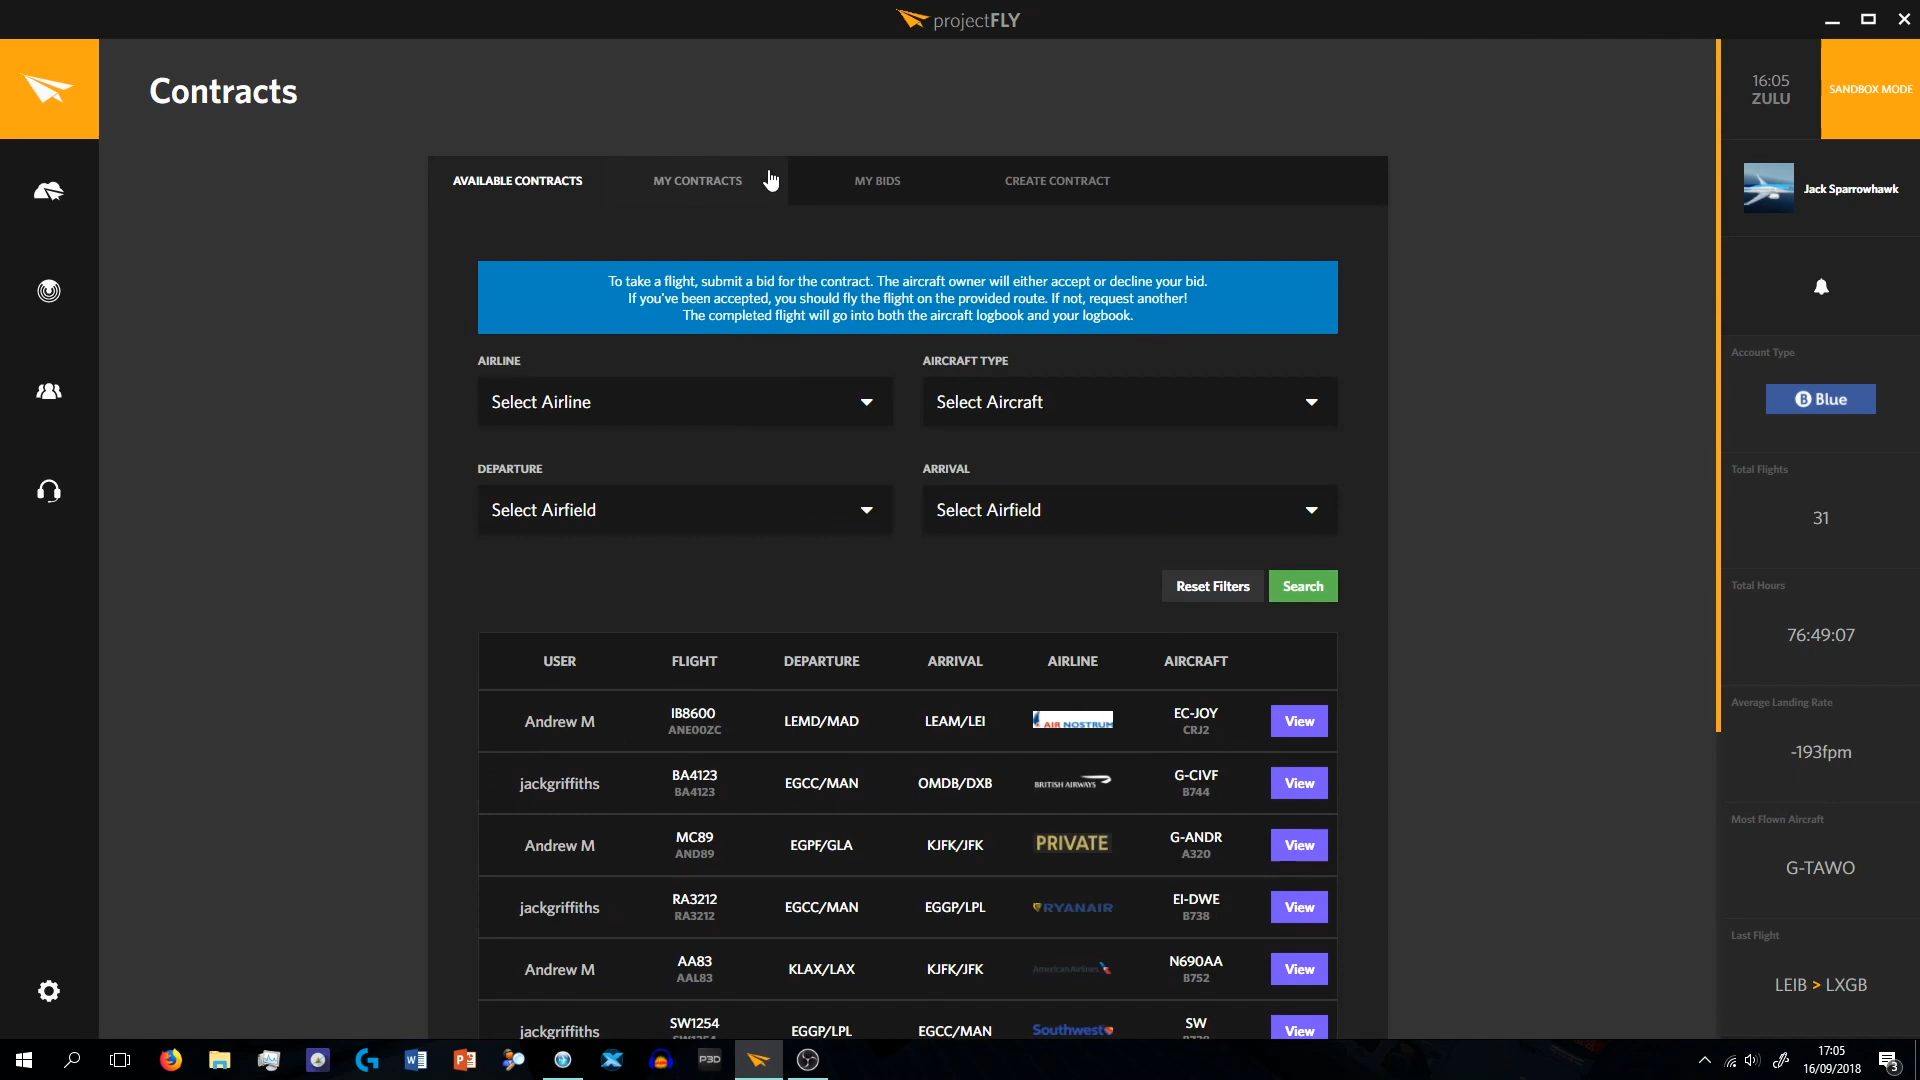 projectFLY
Contracts
16:05
ZULU
SANDBOX MODE
AVAILABLE CONTRACTS
MY CONTRACTS
MY BIDS
CREATE CONTRACT
Jack Sparrowhawk
To take a flight, submit a bid for the contract. The aircraft owner will either accept or decline your bid.
If you've been accepted, you should fly the flight on the provided route. If not, request another!
The completed flight will go into both the aircraft logbook and your logbook.
AIRLINE
AIRCRAFT TYPE
Select Airline
Select Aircraft
DEPARTURE
ARRIVAL
Select Airfield
Select Airfield
Reset Filters
Search
Account Type
B Blue
Total Flights
31
Total Hours
76:49:07
Average Landing Rate
-193fpm
Most Flown Aircraft
G-TAWO
Last Flight
LEIB > LXGB
USER FLIGHT DEPARTURE ARRIVAL AIRLINE AIRCRAFT
Andrew M IB8600 LEMD/MAD LEAM/LEI AIR NOSTRUM EC-JOY View
ANE00ZC CRJ2
jackgriffiths BA4123 EGCC/MAN OMDB/DXB BRITISH AIRWAYS G-CIVF View
BA4123 B744
Andrew M MC89 EGPF/GLA KJFK/JFK PRIVATE G-ANDR View
AND89 A320
jackgriffiths RA3212 EGCC/MAN EGGP/LPL RYANAIR EI-DWE View
RA3212 B738
Andrew M AA83 KLAX/LAX KJFK/JFK American Airlines N690AA View
AAL83 B752
jackgriffiths SW1254 EGGP/LPL EGCC/MAN Southwest SW View
P3D
17:05
16/09/2018
3